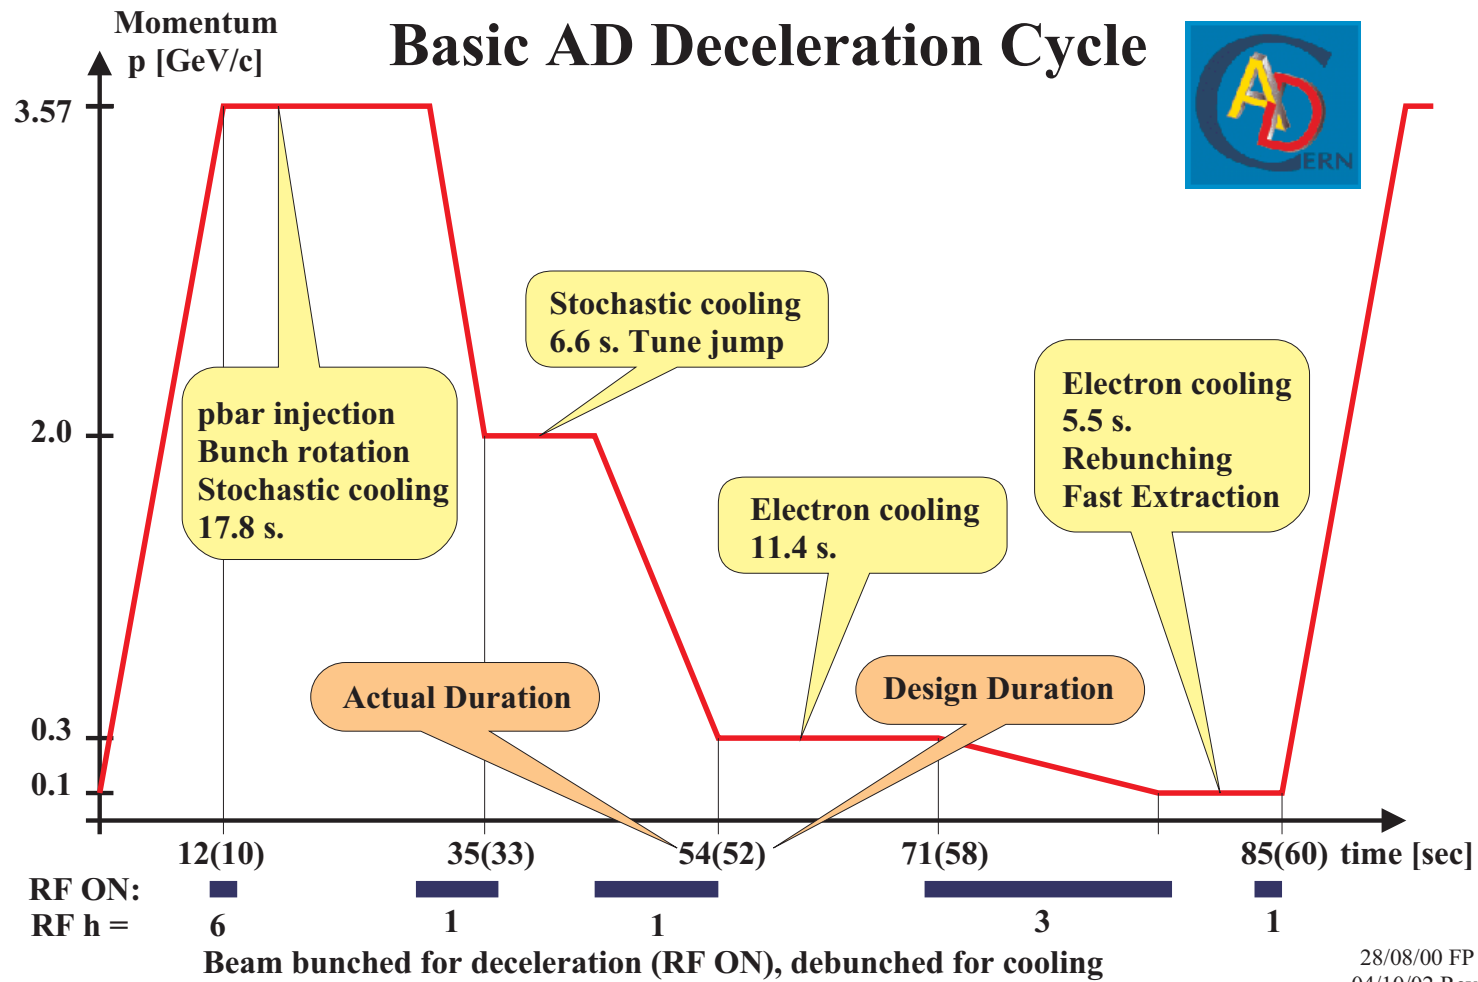 Basic AD Deceleration Cycle
Momentum
p [GeV/c]
CERN
AD
3.57
2.0
0.3
0.1
pbar injection
Bunch rotation
Stochastic cooling
17.8 s.
Stochastic cooling
6.6 s. Tune jump
Electron cooling
11.4 s.
Electron cooling
5.5 s.
Rebunching
Fast Extraction
Actual Duration
Design Duration
12(10) 35(33) 54(52) 71(58) 85(60) time [sec]
RF ON:
RF h = 6 1 1 3 1
Beam bunched for deceleration (RF ON), debunched for cooling
28/08/00 FP